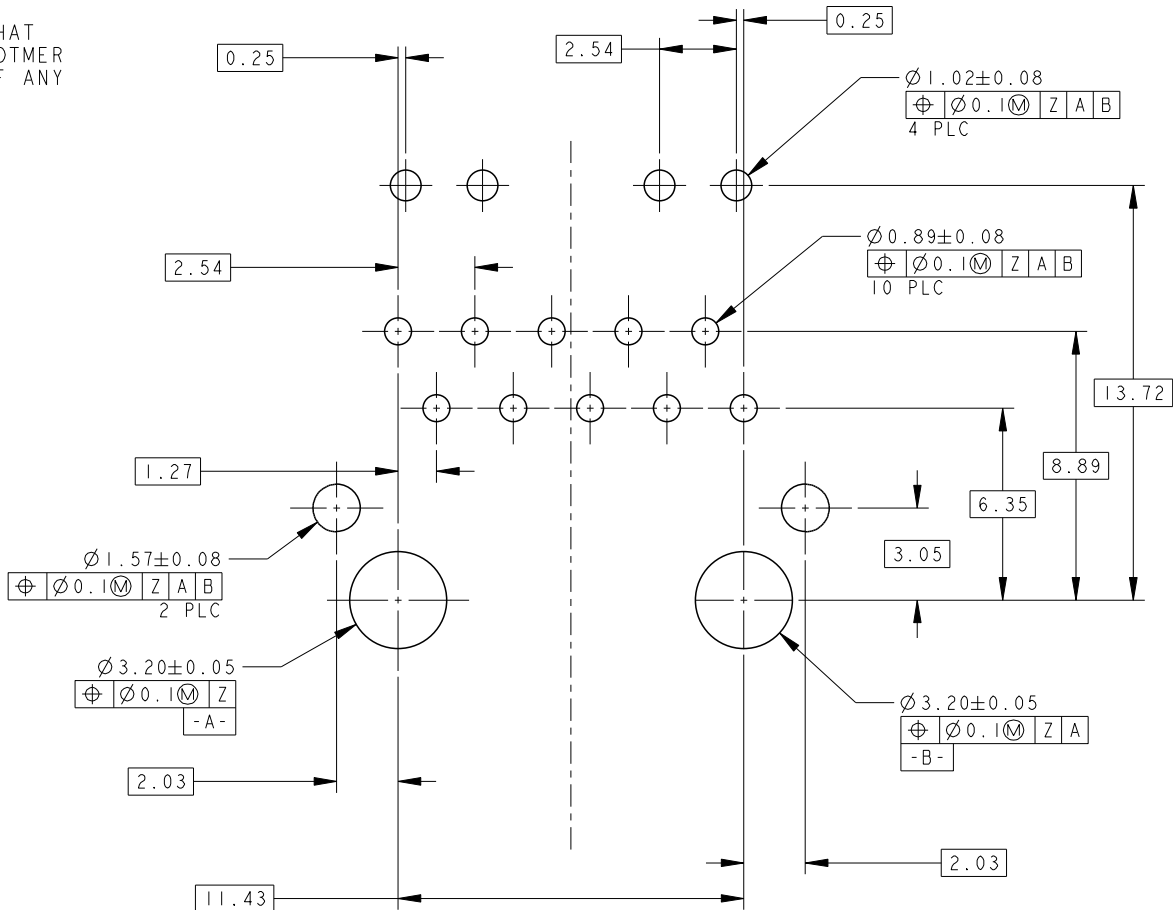 HAT
OTMER
F ANY
0.25
2.54
0.25
Ø1.02±0.08
⌖ Ø0.1Ⓜ Z A B
4 PLC
Ø0.89±0.08
⌖ Ø0.1Ⓜ Z A B
10 PLC
2.54
13.72
8.89
1.27
6.35
3.05
Ø1.57±0.08
⌖ Ø0.1Ⓜ Z A B
2 PLC
Ø3.20±0.05
⌖ Ø0.1Ⓜ Z
-A-
Ø3.20±0.05
⌖ Ø0.1Ⓜ Z A
-B-
2.03
2.03
11.43